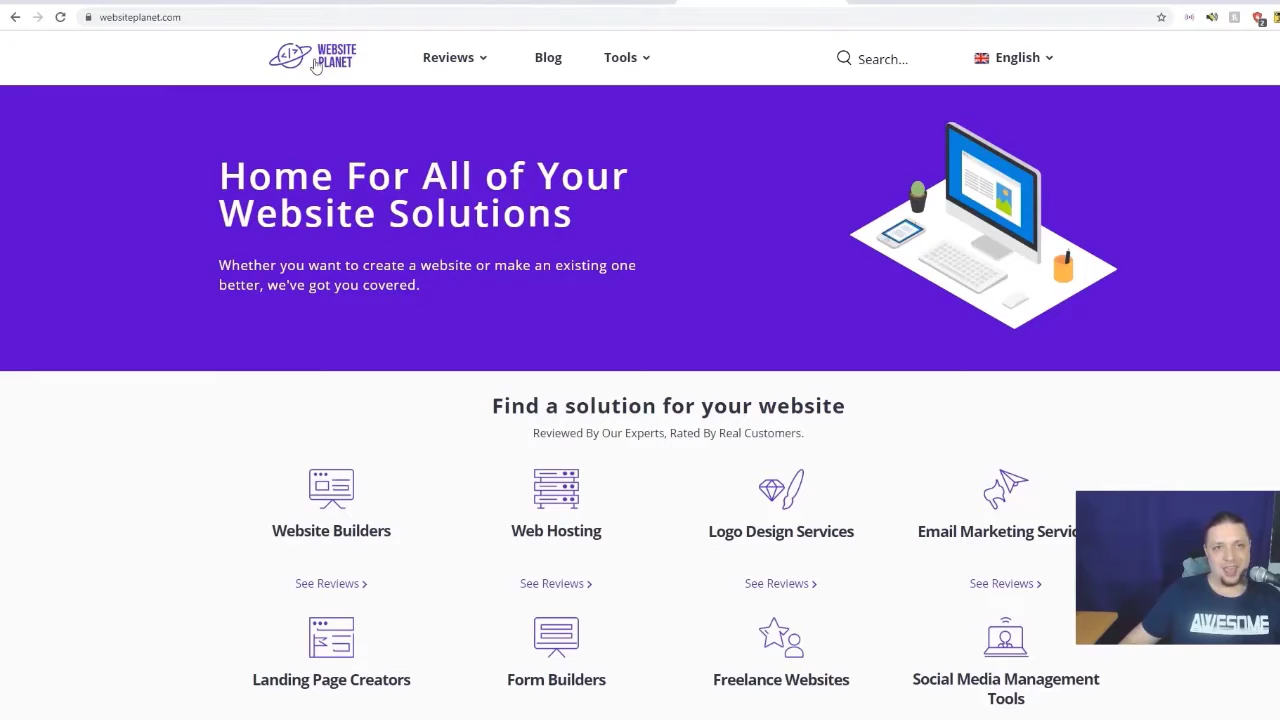 websiteplanet.com
WEBSITE
PLANET
Reviews
Blog
Tools
Search...
English
Home For All of Your
Website Solutions
Whether you want to create a website or make an existing one
better, we've got you covered.
Find a solution for your website
Reviewed By Our Experts, Rated By Real Customers.
Website Builders
Web Hosting
Logo Design Services
Email Marketing Servic
See Reviews
See Reviews
See Reviews
See Reviews
Landing Page Creators
Form Builders
Freelance Websites
Social Media Management
Tools
AWESOME